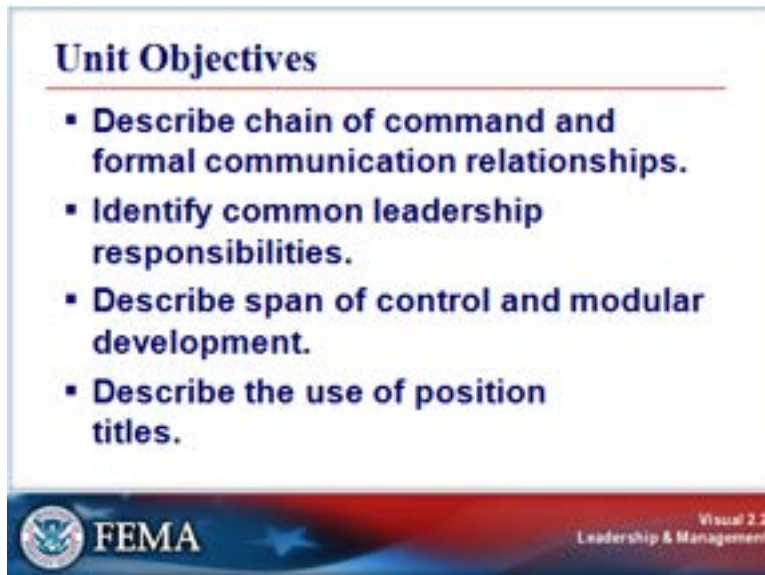 Unit Objectives
▪ Describe chain of command and
formal communication relationships.
▪ Identify common leadership
responsibilities.
▪ Describe span of control and modular
development.
▪ Describe the use of position
titles.
FEMA
Visual 2.2
Leadership & Management